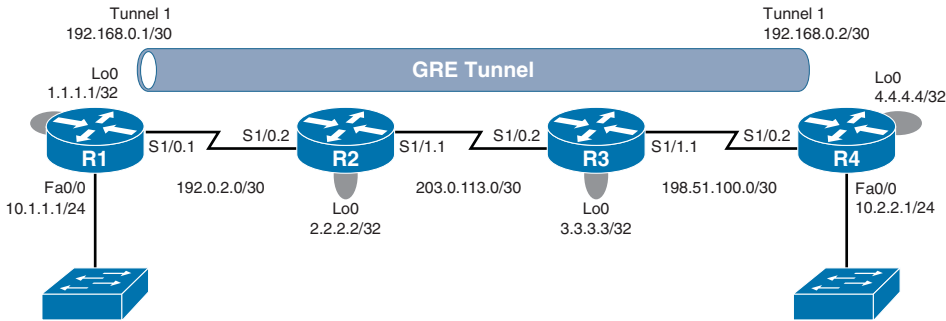 Tunnel 1
192.168.0.1/30
Tunnel 1
192.168.0.2/30
GRE Tunnel
Lo0
1.1.1.1/32
Lo0
4.4.4.4/32
R1
S1/0.1
S1/0.2
R2
S1/1.1
S1/0.2
R3
S1/1.1
S1/0.2
R4
Fa0/0
10.1.1.1/24
192.0.2.0/30
Lo0
2.2.2.2/32
203.0.113.0/30
Lo0
3.3.3.3/32
198.51.100.0/30
Fa0/0
10.2.2.1/24